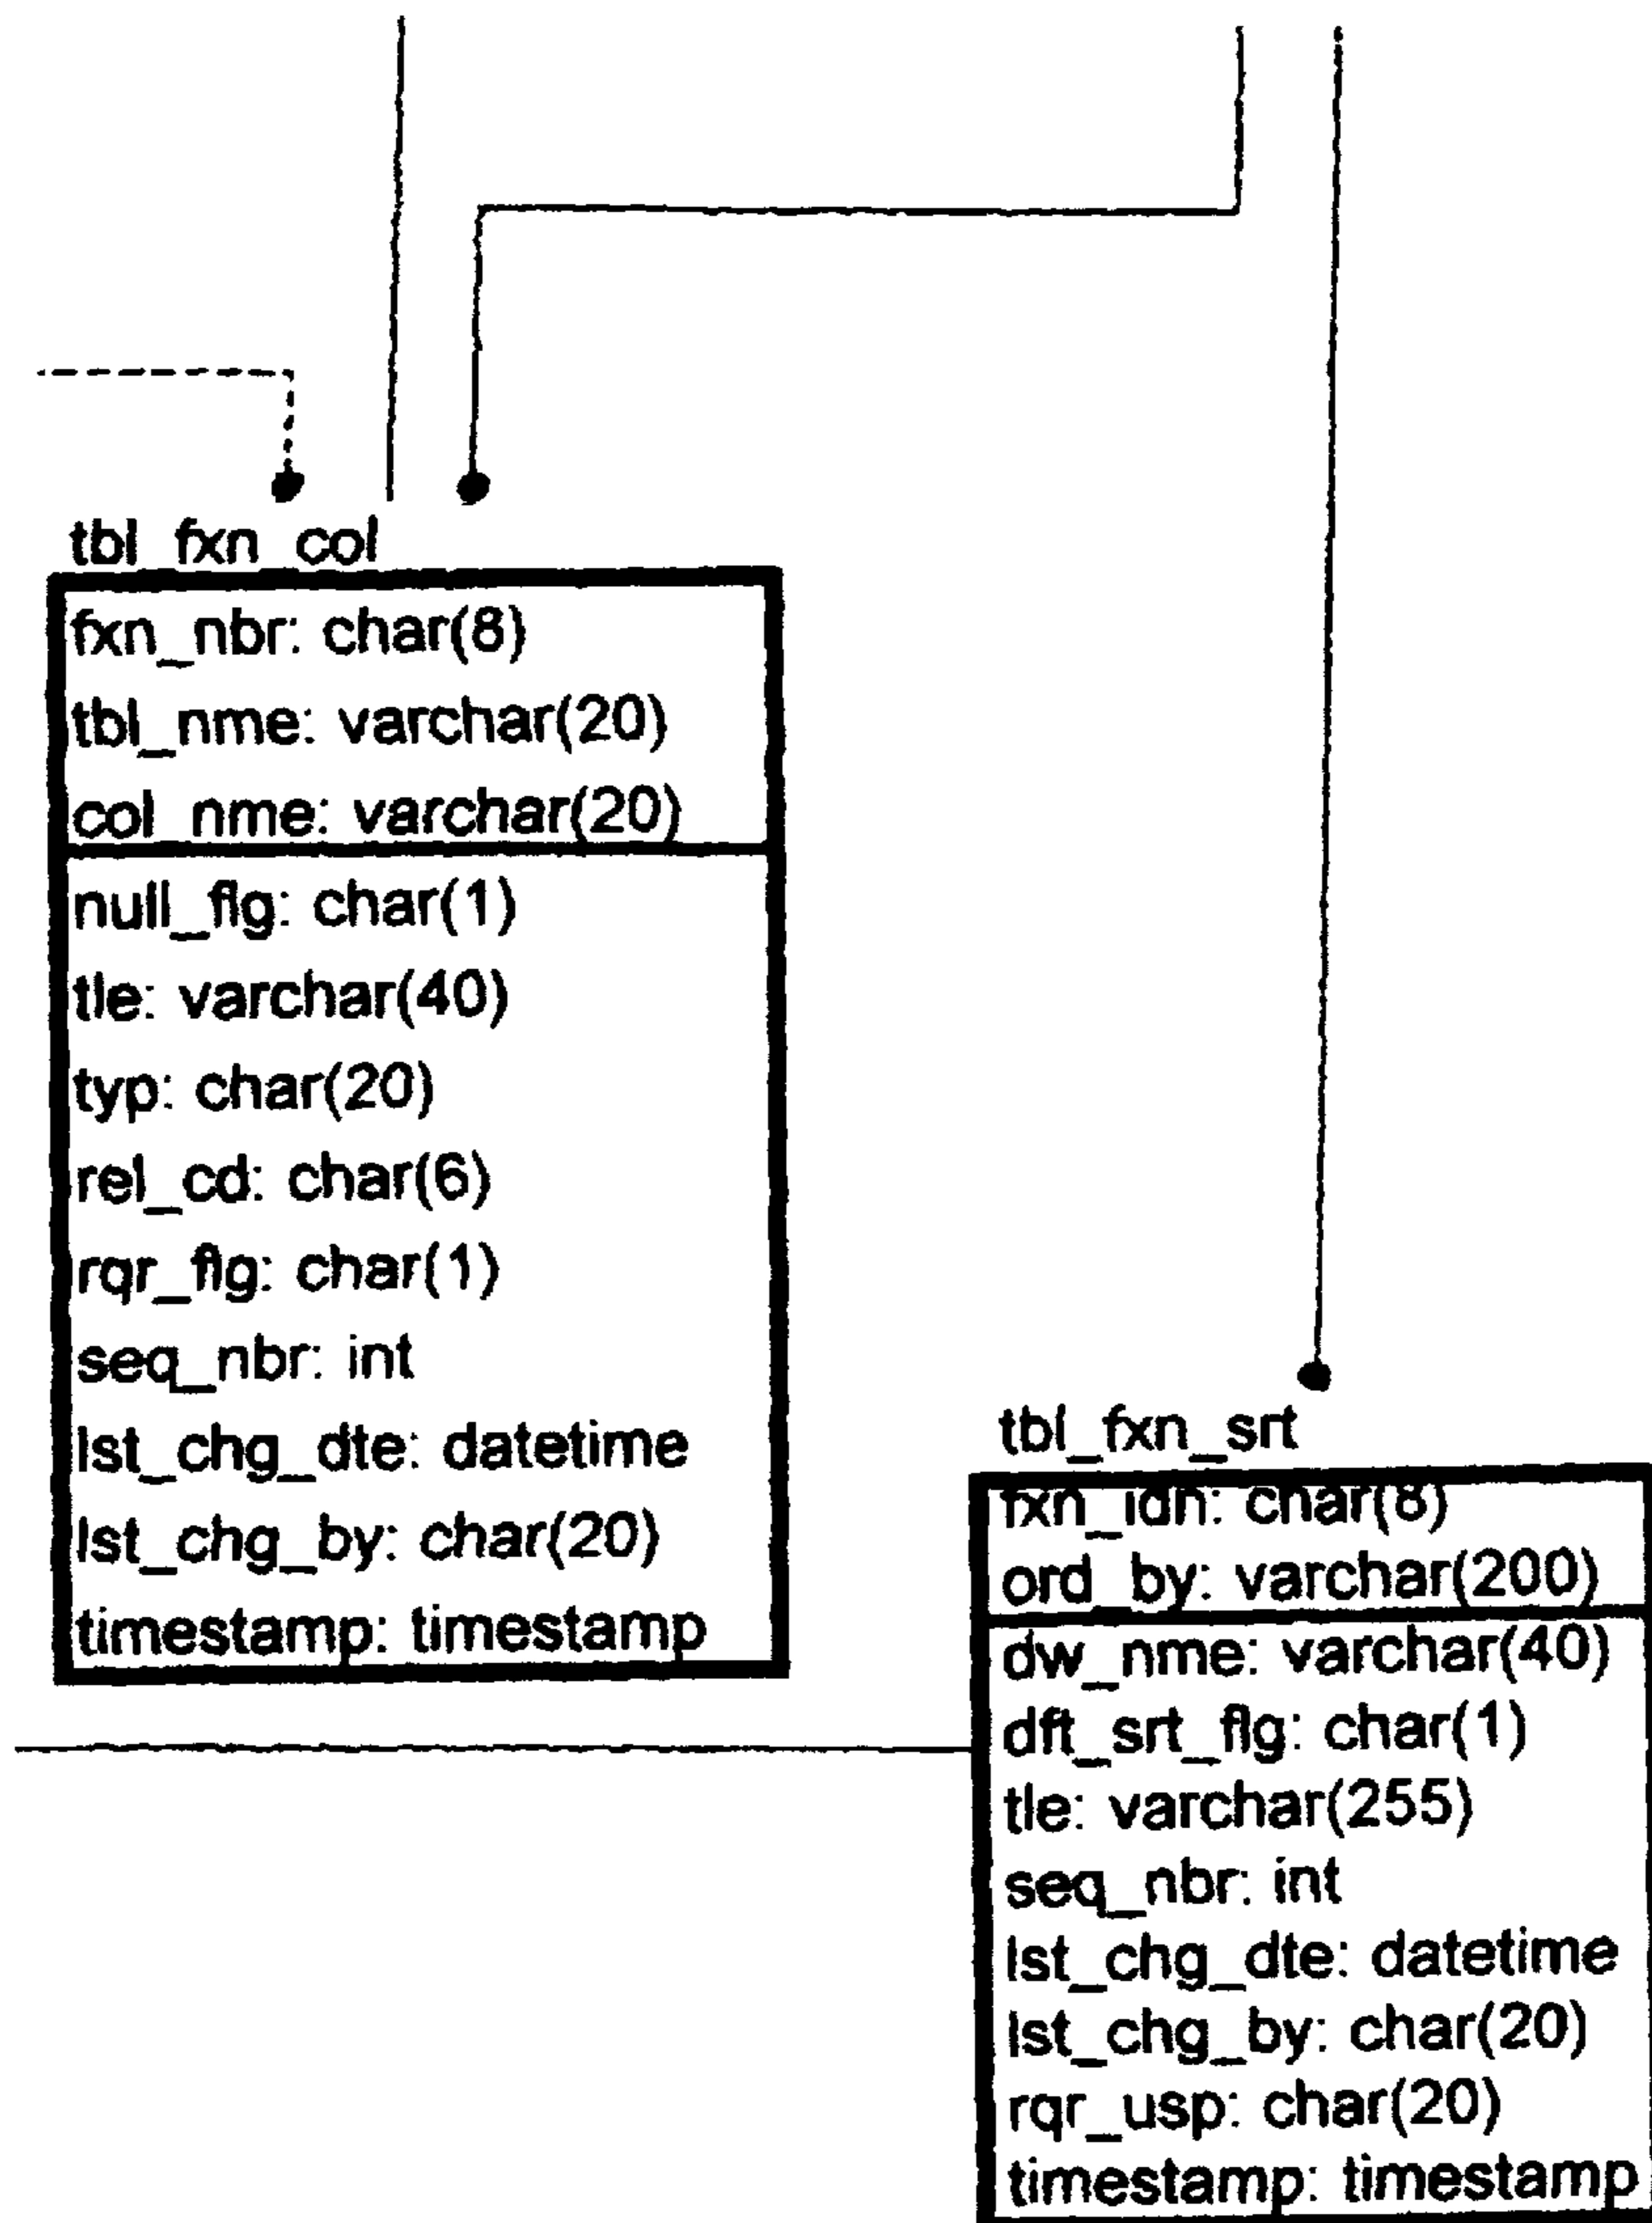 tbl_fxn_col
fxn_nbr: char(8)
tbl_nme: varchar(20)
col_nme: varchar(20)
null_flg: char(1)
tle: varchar(40)
typ: char(20)
rel_cd: char(6)
rqr_flg: char(1)
seq_nbr: int
lst_chg_dte: datetime
lst_chg_by: char(20)
timestamp: timestamp
tbl_fxn_srt
fxn_idn: char(8)
ord_by: varchar(200)
dw_nme: varchar(40)
dft_srt_flg: char(1)
tle: varchar(255)
seq_nbr: int
lst_chg_dte: datetime
lst_chg_by: char(20)
rqr_usp: char(20)
timestamp: timestamp